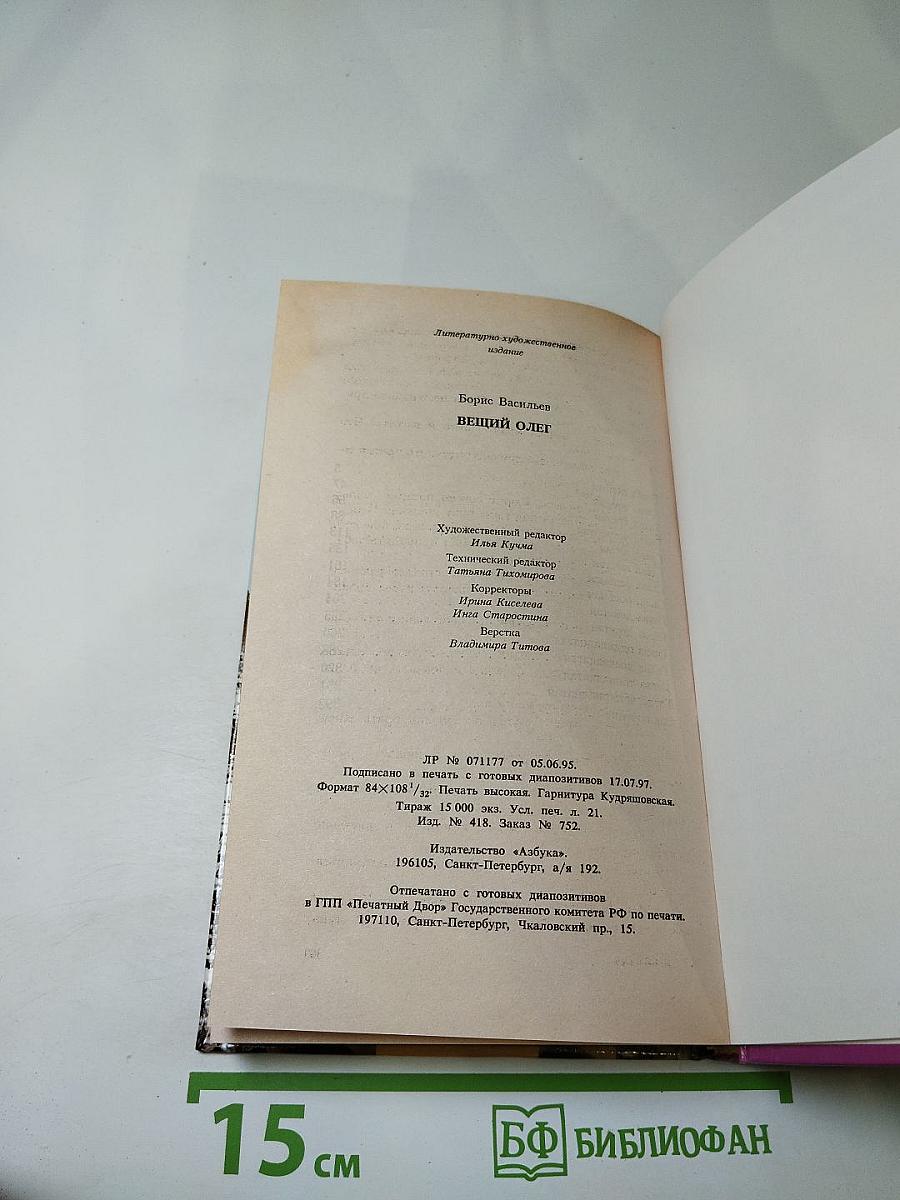 Литературно-художественное
издание
Борис Васильев
ВЕЩИЙ ОЛЕГ
Художественный редактор
Илья Кучма
Технический редактор
Татьяна Тихомирова
Корректоры
Ирина Киселева
Инга Старостина
Верстка
Владимира Титова
ЛР № 071177 от 05.06.95.
Подписано в печать с готовых диапозитивов 17.07.97.
Формат 84×108 1/32. Печать высокая. Гарнитура Кудряшовская.
Тираж 15 000 экз. Усл. печ. л. 21.
Изд. № 418. Заказ № 752.
Издательство «Азбука».
196105, Санкт-Петербург, а/я 192.
Отпечатано с готовых диапозитивов
в ГПП «Печатный Двор» Государственного комитета РФ по печати.
197110, Санкт-Петербург, Чкаловский пр., 15.
15 см
БФ БИБЛИОФАН